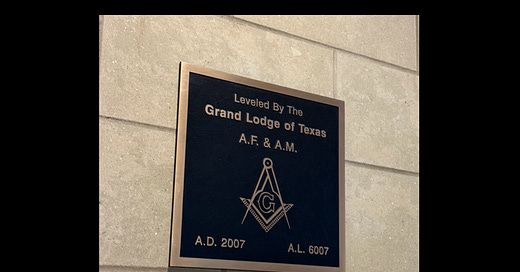 Leveled By The
Grand Lodge of Texas
A.F. & A.M.
G
A.D. 2007 A.L. 6007